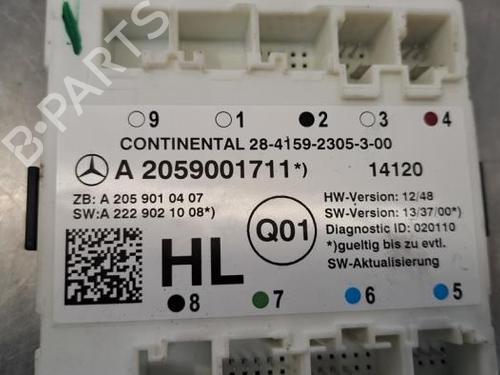 9 1 2 3 4
CONTINENTAL 28-4159-2305-3-00
A 2059001711*) 14120
ZB: A 205 901 04 07
SW:A 222 902 10 08*)
HW-Version: 12/48
SW-Version: 13/37/00*)
Diagnostic ID: 020110
*)gueltig bis zu evtl.
SW-Aktualisierung
Q01
HL
8 7 6 5
B-PARTS